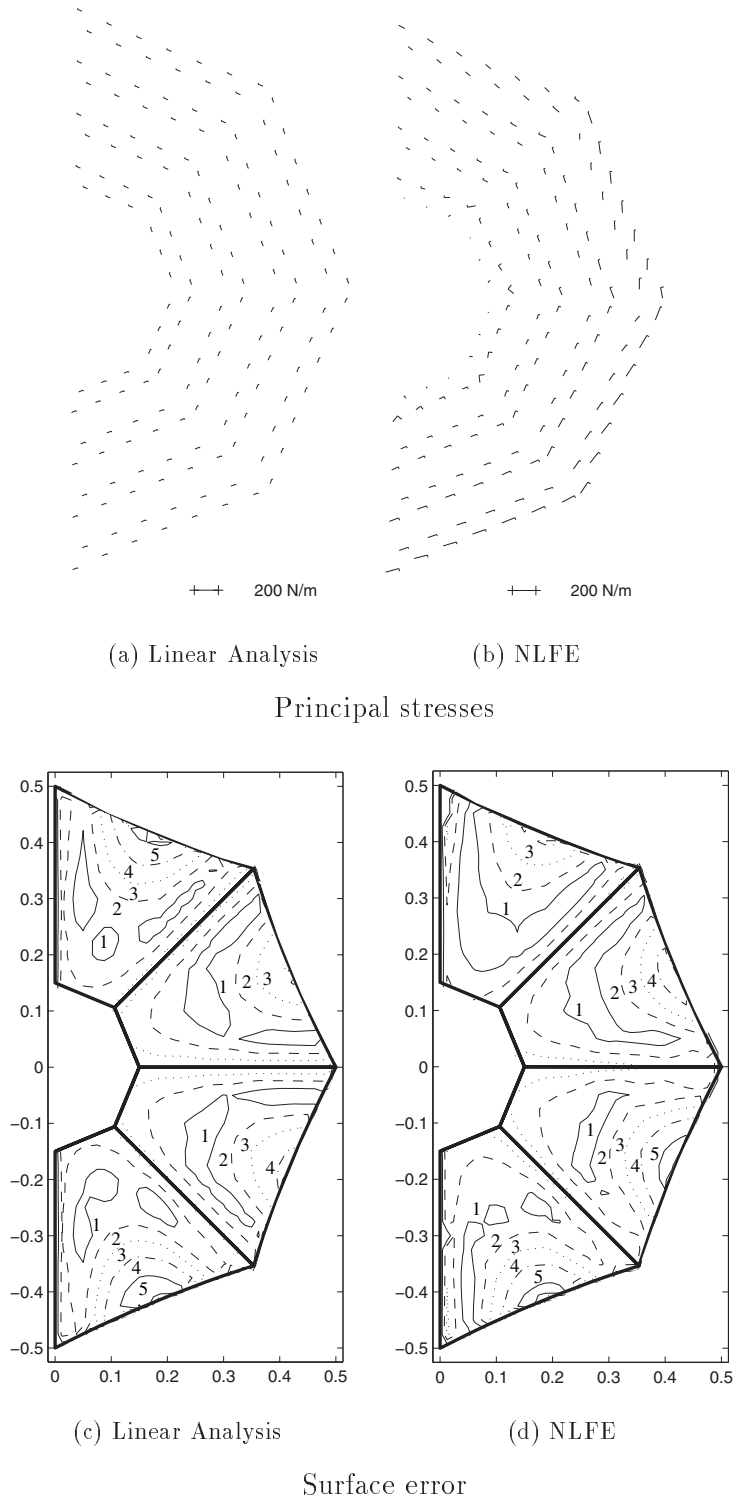 200 N/m 200 N/m
(a) Linear Analysis (b) NLFE
Principal stresses
0.5 0.5
0.4 0.4
5 3
4 2
3
0.3 0.3
2 1
1
0.2 0.2
1 2 3 1 2 3 4
0.1 0.1
0 0
−0.1 −0.1
1 2 3 4 1 2 3 4 5
−0.2 −0.2
1 2 3 4 5 1 2 3 4 5
−0.3 −0.3
−0.4 −0.4
−0.5 −0.5
0 0.1 0.2 0.3 0.4 0.5 0 0.1 0.2 0.3 0.4 0.5
(c) Linear Analysis (d) NLFE
Surface error